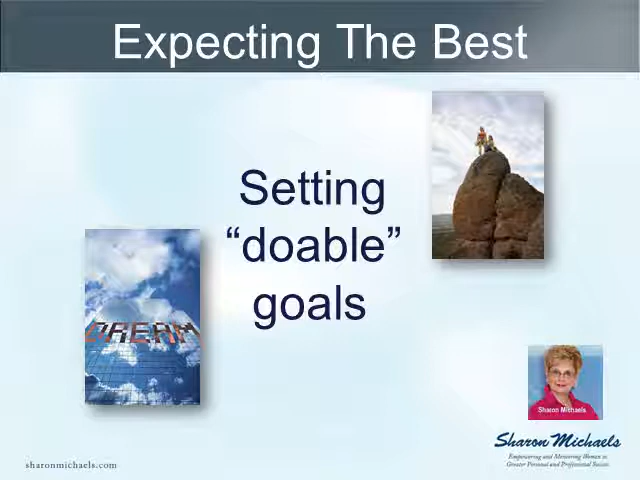 Expecting The Best
Setting
“doable”
goals
DREAM
Sharon Michaels
Sharon Michaels
Empowering and Mentoring Women to
Greater Personal and Professional Success
sharonmichaels.com